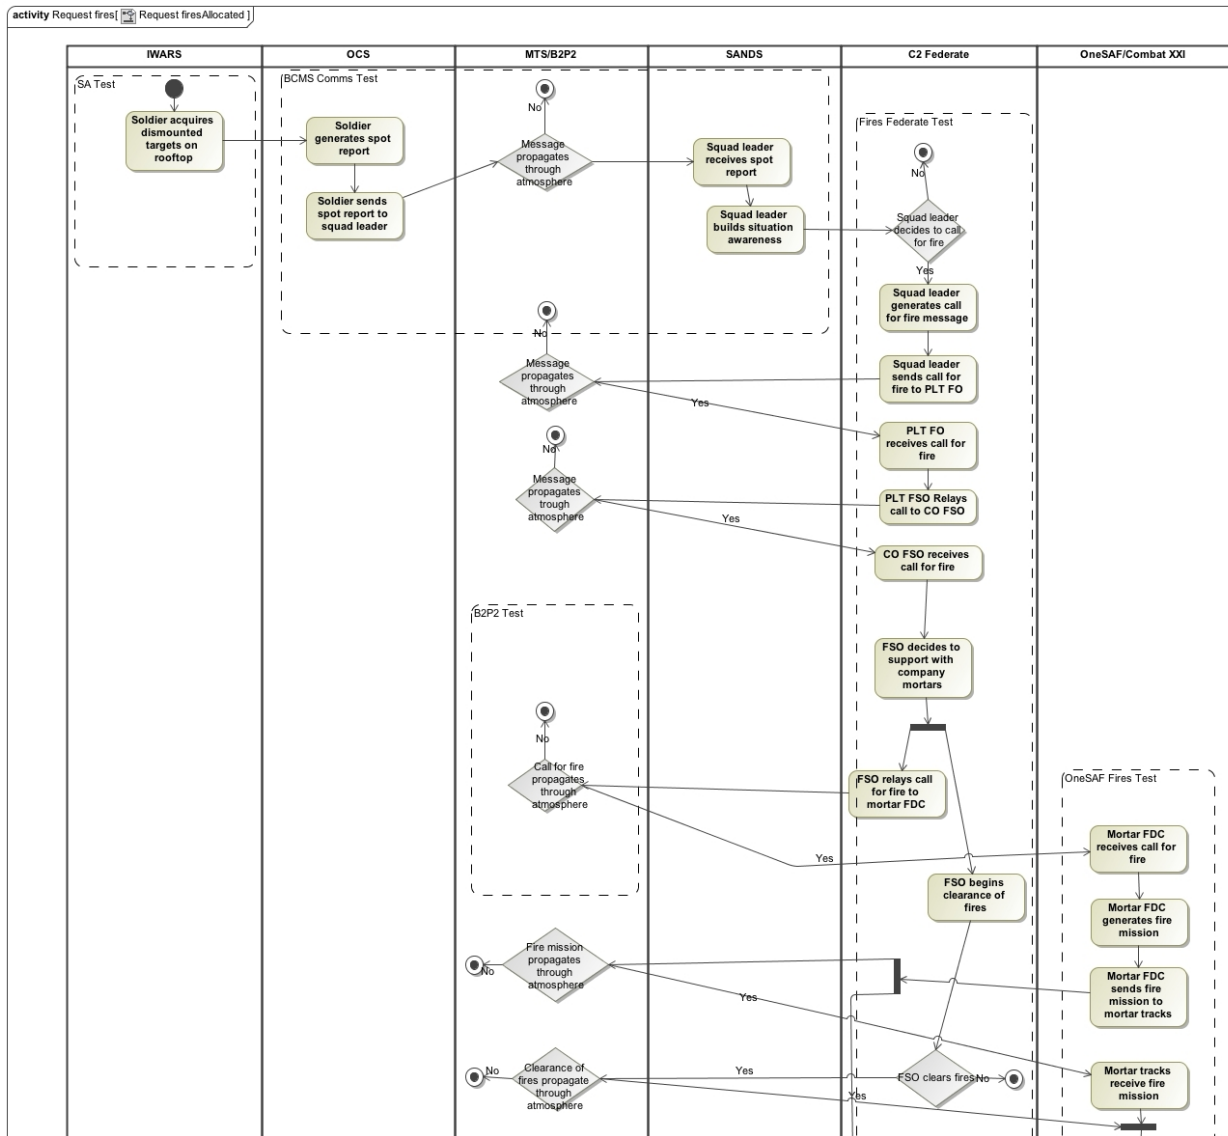 activity Request fires[ Request firesAllocated ]
IWARS
OCS
MTS/B2P2
SANDS
C2 Federate
OneSAF/Combat XXI
SA Test
Soldier acquires
dismounted
targets on
rooftop
BCMS Comms Test
Soldier
generates spot
report
Soldier sends
spot report to
squad leader
No
Message
propagates
through
atmosphere
Squad leader
receives spot
report
Squad leader
builds situation
awareness
Fires Federate Test
No
Squad leader
decides to call
for fire
Yes
Squad leader
generates call
for fire message
Squad leader
sends call for
fire to PLT FO
No
Message
propagates
through
atmosphere
Yes
PLT FO
receives call for
fire
PLT FSO Relays
call to CO FSO
No
Message
propagates
trough
atmosphere
Yes
CO FSO receives
call for fire
FSO decides to
support with
company
mortars
B2P2 Test
No
Call for fire
propagates
through
atmosphere
FSO relays call
for fire to
mortar FDC
Yes
OneSAF Fires Test
Mortar FDC
receives call for
fire
FSO begins
clearance of
fires
Mortar FDC
generates fire
mission
Mortar FDC
sends fire
mission to
mortar tracks
Fire mission
propagates
through
atmosphere
No
Yes
Mortar tracks
receive fire
mission
FSO clears fires
No
Yes
Clearance of
fires propagate
through
atmosphere
No
Yes